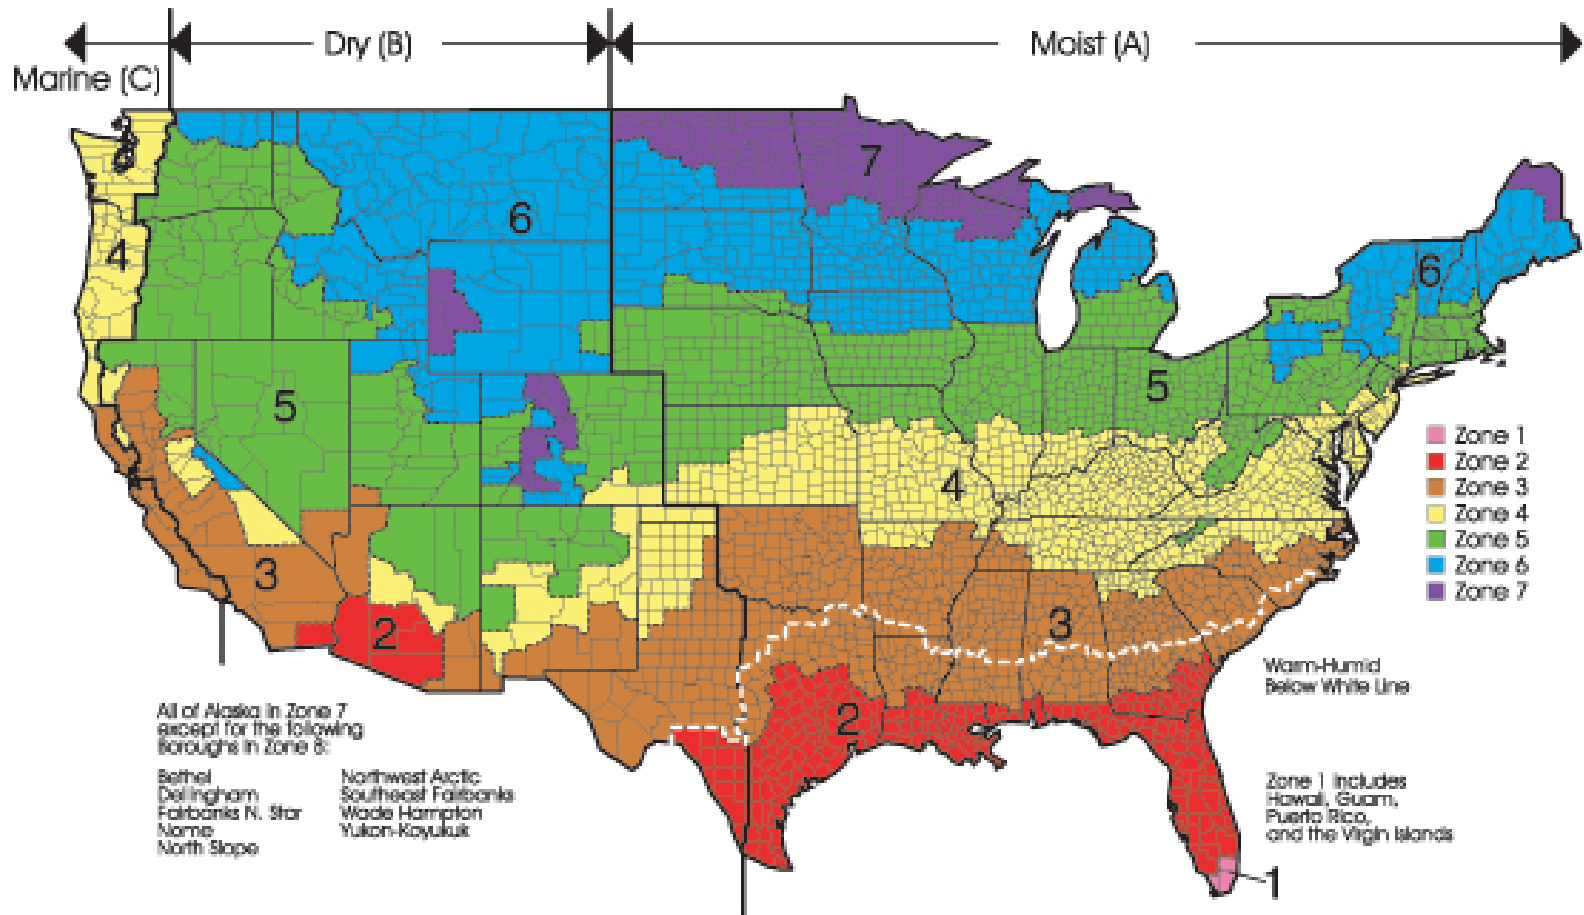 Marine (C)
Dry (B)
Moist (A)
7
6
4
6
5
5
4
3
3
2
2
1
Zone 1
Zone 2
Zone 3
Zone 4
Zone 5
Zone 6
Zone 7
Warm-Humid
Below White Line
All of Alaska in Zone 7
except for the following
Boroughs in Zone 8:
Bethel
Dellingham
Fairbanks N. Star
Nome
North Slope
Northwest Arctic
Southeast Fairbanks
Wade Hampton
Yukon-Koyukuk
Zone 1 includes
Hawaii, Guam,
Puerto Rico,
and the Virgin Islands